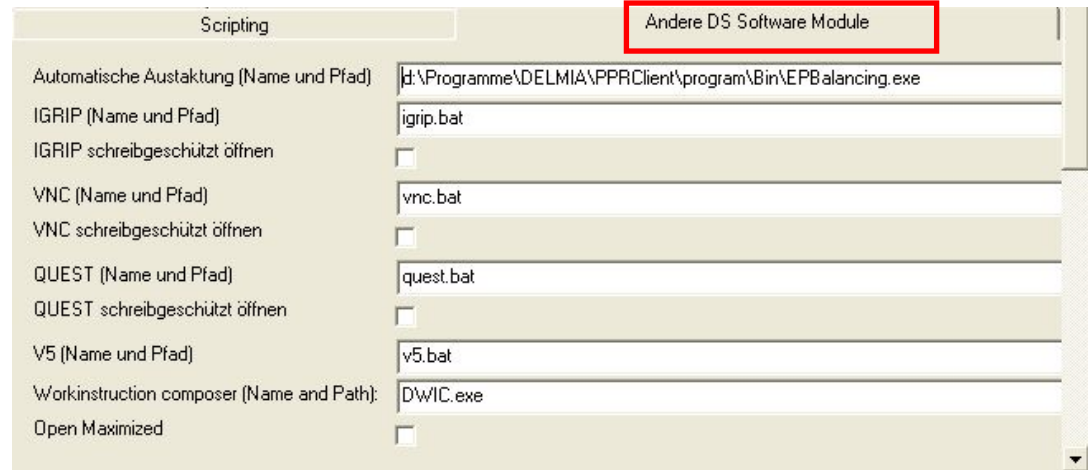 Scripting
Andere DS Software Module
Automatische Austaktung (Name und Pfad) d:\Programme\DELMIA\PPRClient\program\Bin\EPBalancing.exe
IGRIP (Name und Pfad) igrip.bat
IGRIP schreibgeschützt öffnen
VNC (Name und Pfad) vnc.bat
VNC schreibgeschützt öffnen
QUEST (Name und Pfad) quest.bat
QUEST schreibgeschützt öffnen
V5 (Name und Pfad) v5.bat
Workinstruction composer (Name and Path): DWIC.exe
Open Maximized